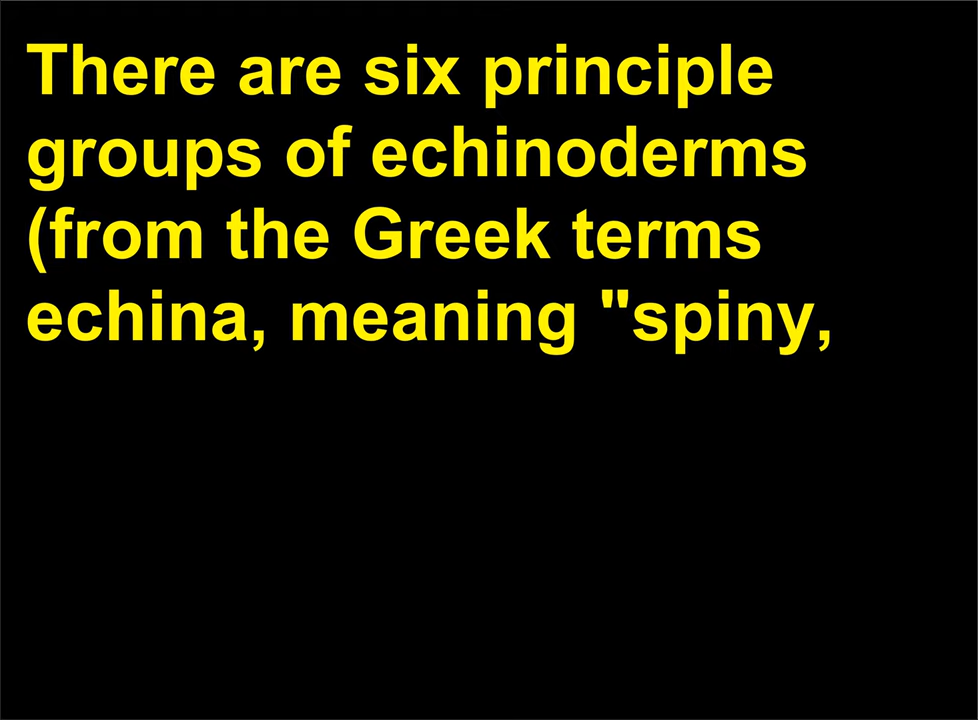 There are six principle
groups of echinoderms
(from the Greek terms
echina, meaning "spiny,